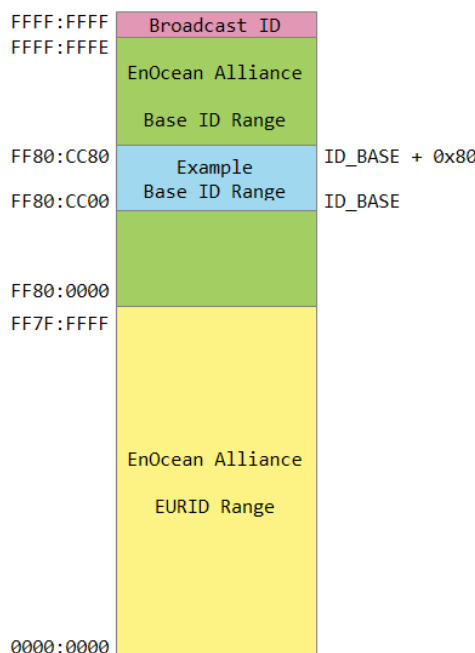 FFFF:FFFF Broadcast ID
FFFF:FFFE
EnOcean Alliance
Base ID Range
FF80:CC80 ID_BASE + 0x80
Example
Base ID Range
FF80:CC00 ID_BASE
FF80:0000
FF7F:FFFF
EnOcean Alliance
EURID Range
0000:0000